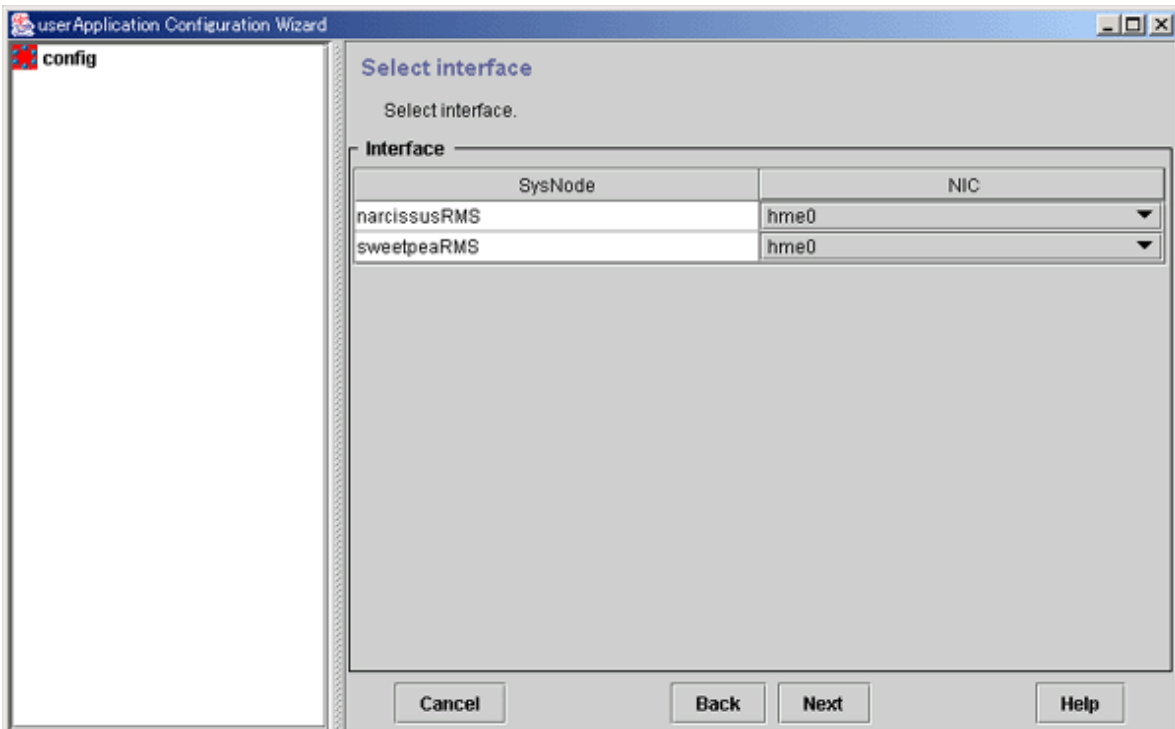 userApplication Configuration Wizard
config
Select interface
Select interface.
Interface
SysNode NIC
narcissusRMS hme0
sweetpeaRMS hme0
Cancel Back Next Help